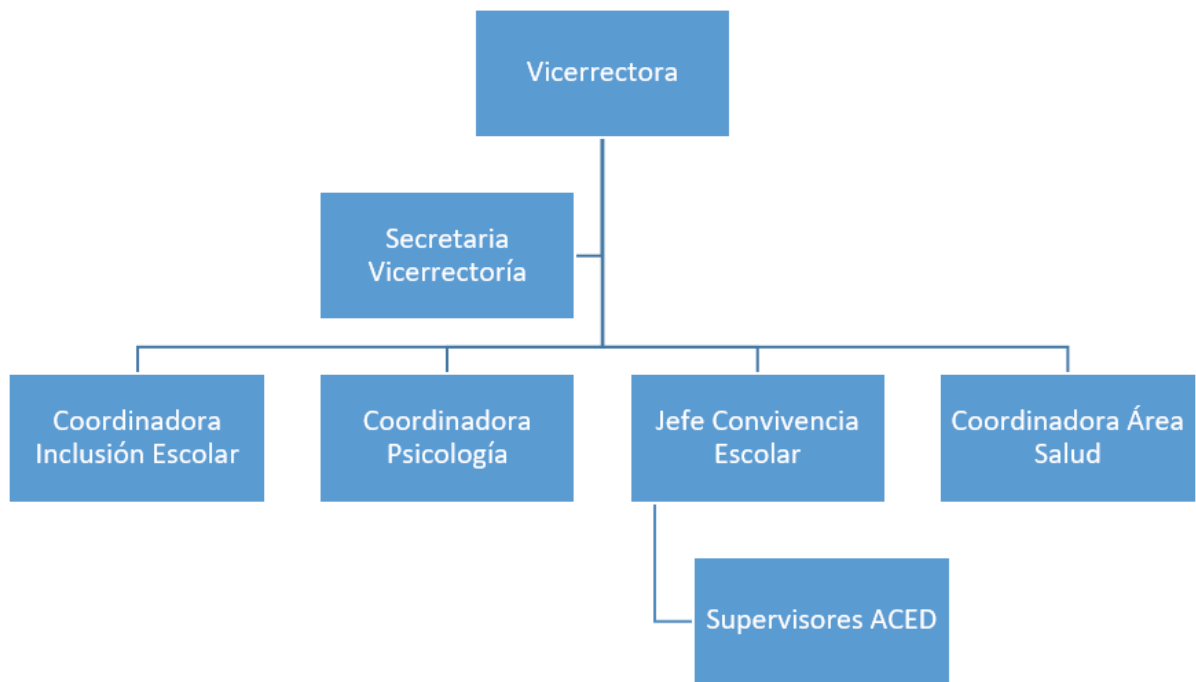 Vicerrectora
Secretaria
Vicerrectoría
Coordinadora
Inclusión Escolar
Coordinadora
Psicología
Jefe Convivencia
Escolar
Coordinadora Área
Salud
Supervisores ACED